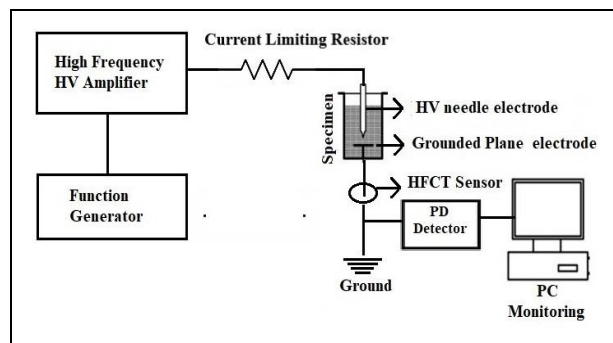 High Frequency
HV Amplifier
Current Limiting Resistor
Specimen
HV needle electrode
Grounded Plane electrode
HFCT Sensor
Function
Generator
PD
Detector
Ground
PC
Monitoring